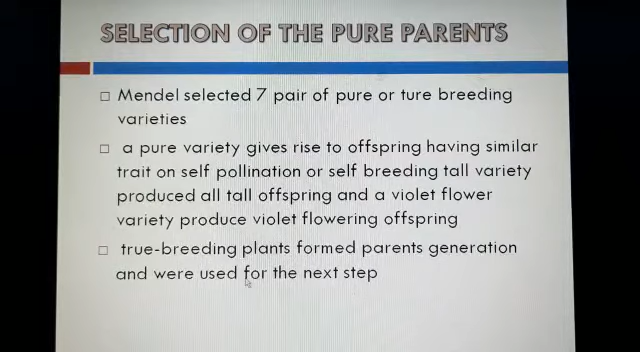 SELECTION OF THE PURE PARENTS
Mendel selected 7 pair of pure or ture breeding
varieties
a pure variety gives rise to offspring having similar
trait on self pollination or self breeding tall variety
produced all tall offspring and a violet flower
variety produce violet flowering offspring
true-breeding plants formed parents generation
and were used for the next step